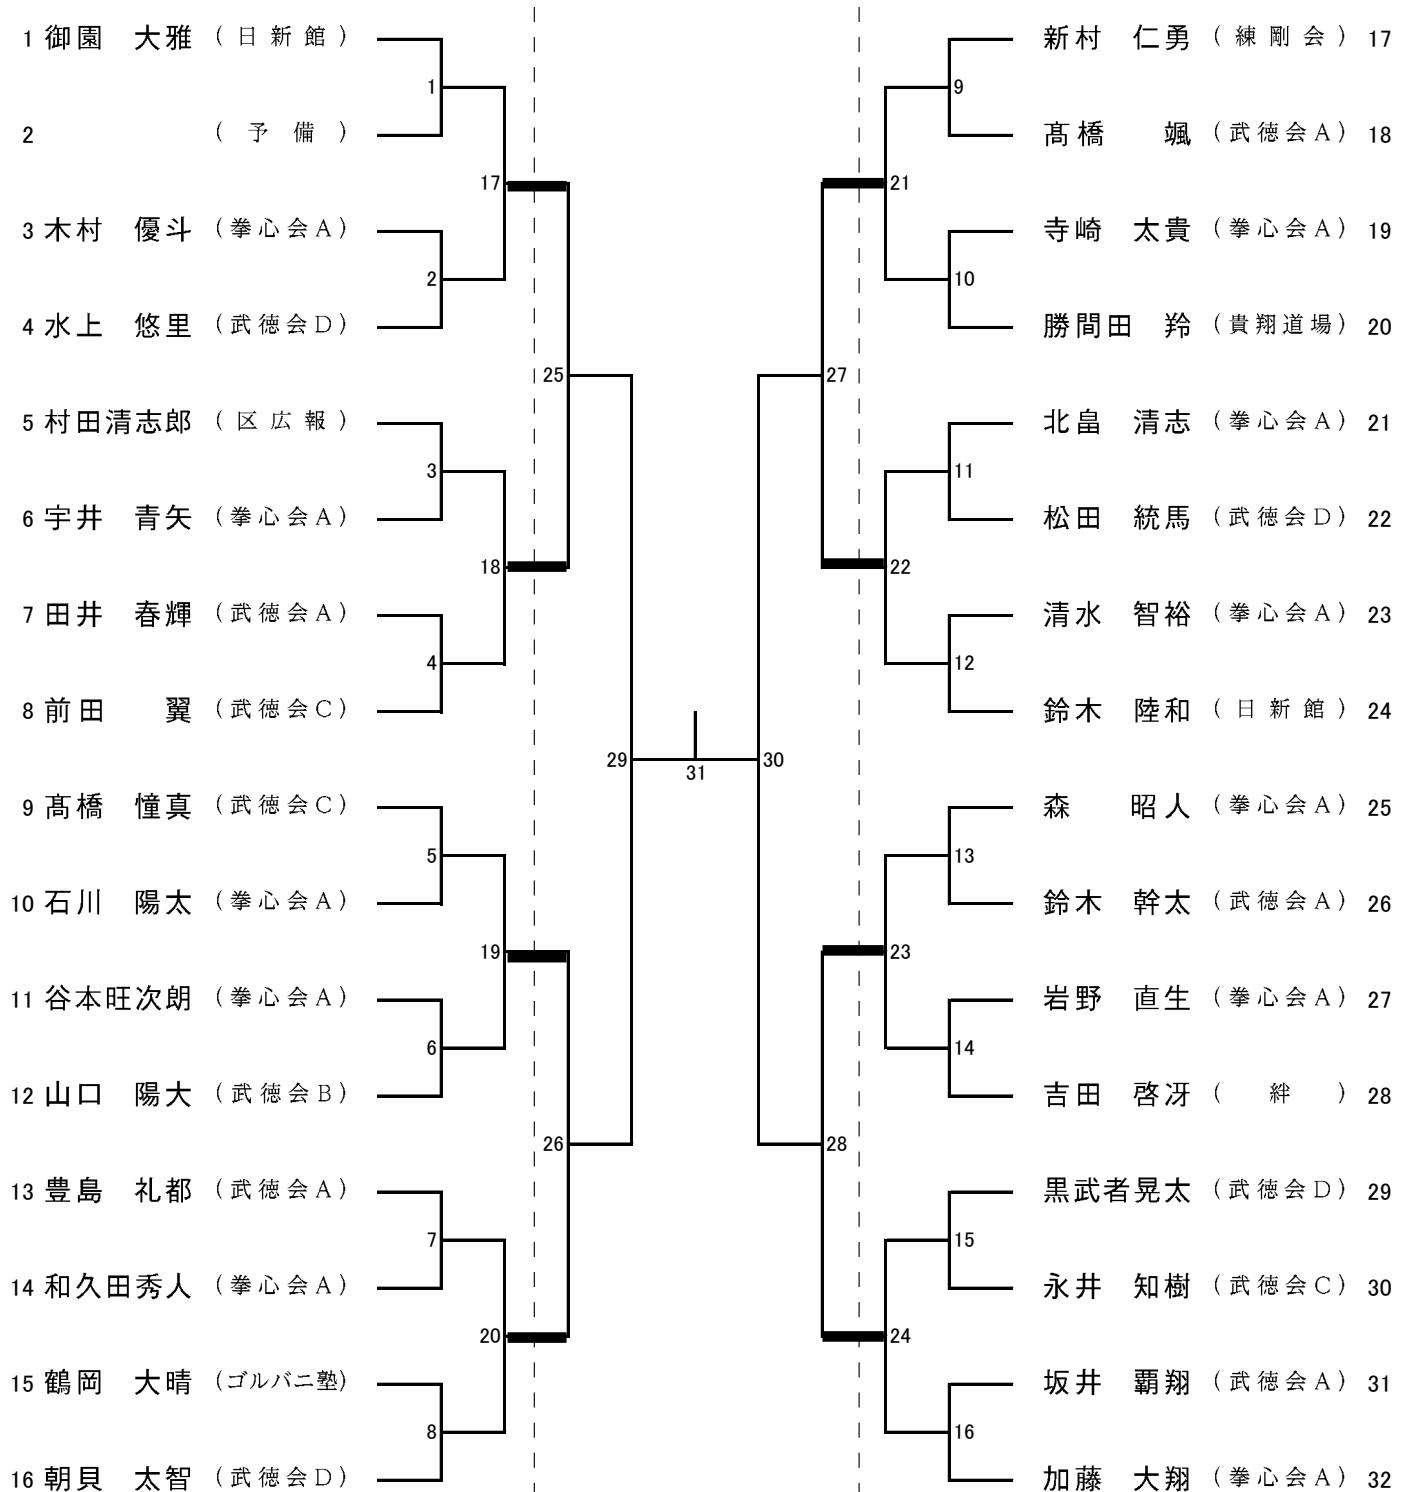 1 御園　大雅 （ 日 新 館 ）
2 （ 予 備 ）
3 木村　優斗 （拳心会Ａ）
4 水上　悠里 （武徳会Ｄ）
5 村田清志郎 （ 区 広 報 ）
6 宇井　青矢 （拳心会Ａ）
7 田井　春輝 （武徳会Ａ）
8 前田　　翼 （武徳会Ｃ）
9 髙橋　憧真 （武徳会Ｃ）
10 石川　陽太 （拳心会Ａ）
11 谷本旺次朗 （拳心会Ａ）
12 山口　陽大 （武徳会Ｂ）
13 豊島　礼都 （武徳会Ａ）
14 和久田秀人 （拳心会Ａ）
15 鶴岡　大晴 （ゴルバニ塾）
16 朝貝　太智 （武徳会Ｄ）
1
2
3
4
5
6
7
8
17
18
19
20
25
26
29
31
30
27
28
21
22
23
24
9
10
11
12
13
14
15
16
新村　仁勇 （ 練 剛 会 ） 17
髙橋　　颯 （武徳会Ａ） 18
寺崎　太貴 （拳心会Ａ） 19
勝間田　羚 （貴翔道場） 20
北畠　清志 （拳心会Ａ） 21
松田　統馬 （武徳会Ｄ） 22
清水　智裕 （拳心会Ａ） 23
鈴木　陸和 （ 日 新 館 ） 24
森　　昭人 （拳心会Ａ） 25
鈴木　幹太 （武徳会Ａ） 26
岩野　直生 （拳心会Ａ） 27
吉田　啓冴 （ 絆 ） 28
黒武者晃太 （武徳会Ｄ） 29
永井　知樹 （武徳会Ｃ） 30
坂井　覇翔 （武徳会Ａ） 31
加藤　大翔 （拳心会Ａ） 32